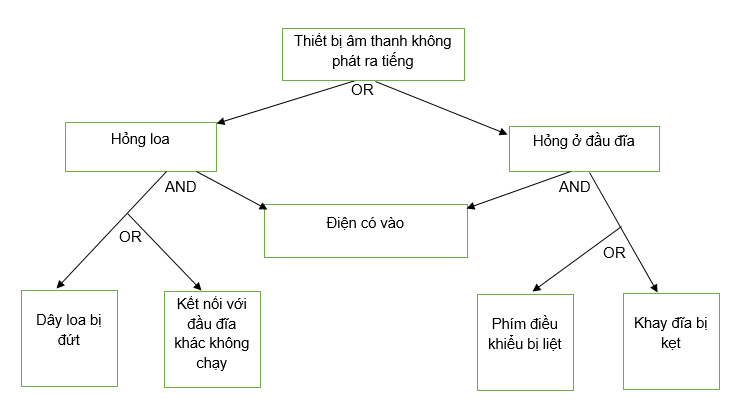 Thiết bị âm thanh không
phát ra tiếng
OR
Hỏng loa
Hỏng ở đầu đĩa
AND
AND
Điện có vào
OR
OR
Dây loa bị
đứt
Kết nối với
đầu đĩa
khác không
chạy
Phím điều
khiểu bị liệt
Khay đĩa bị
kẹt